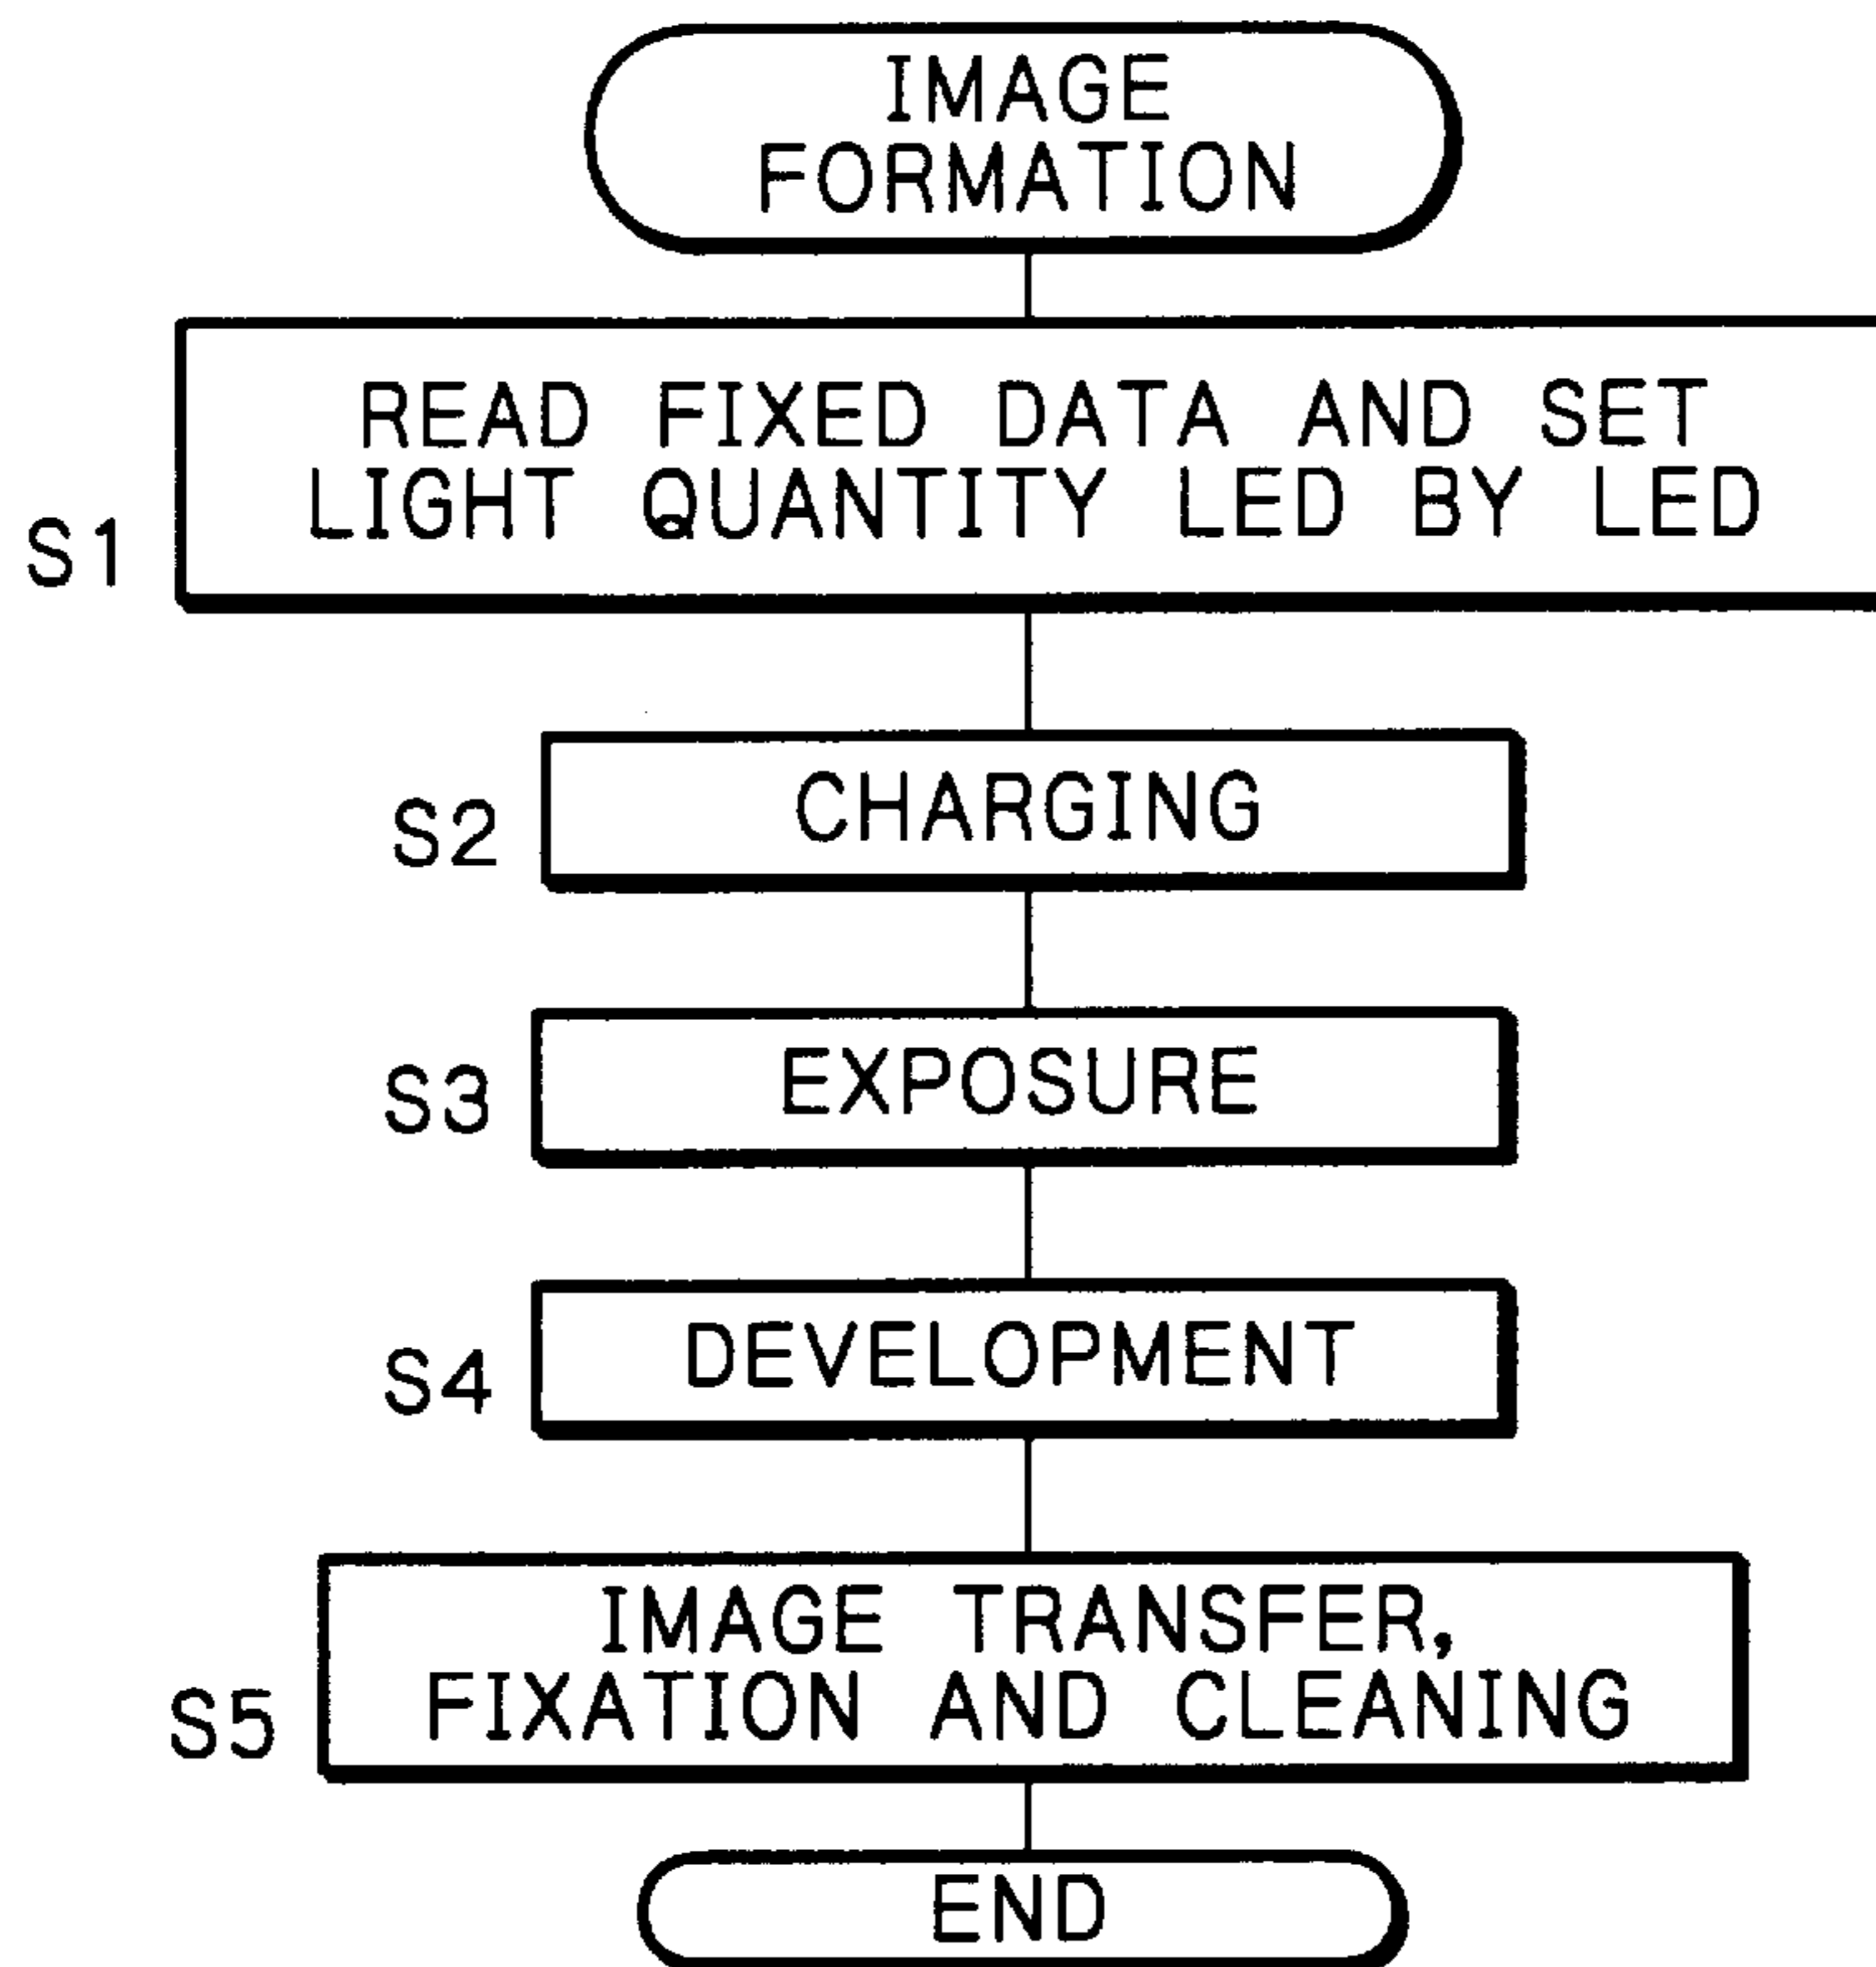 IMAGE
FORMATION
READ FIXED DATA AND SET
LIGHT QUANTITY LED BY LED
S1
CHARGING
S2
EXPOSURE
S3
DEVELOPMENT
S4
IMAGE TRANSFER,
FIXATION AND CLEANING
S5
END